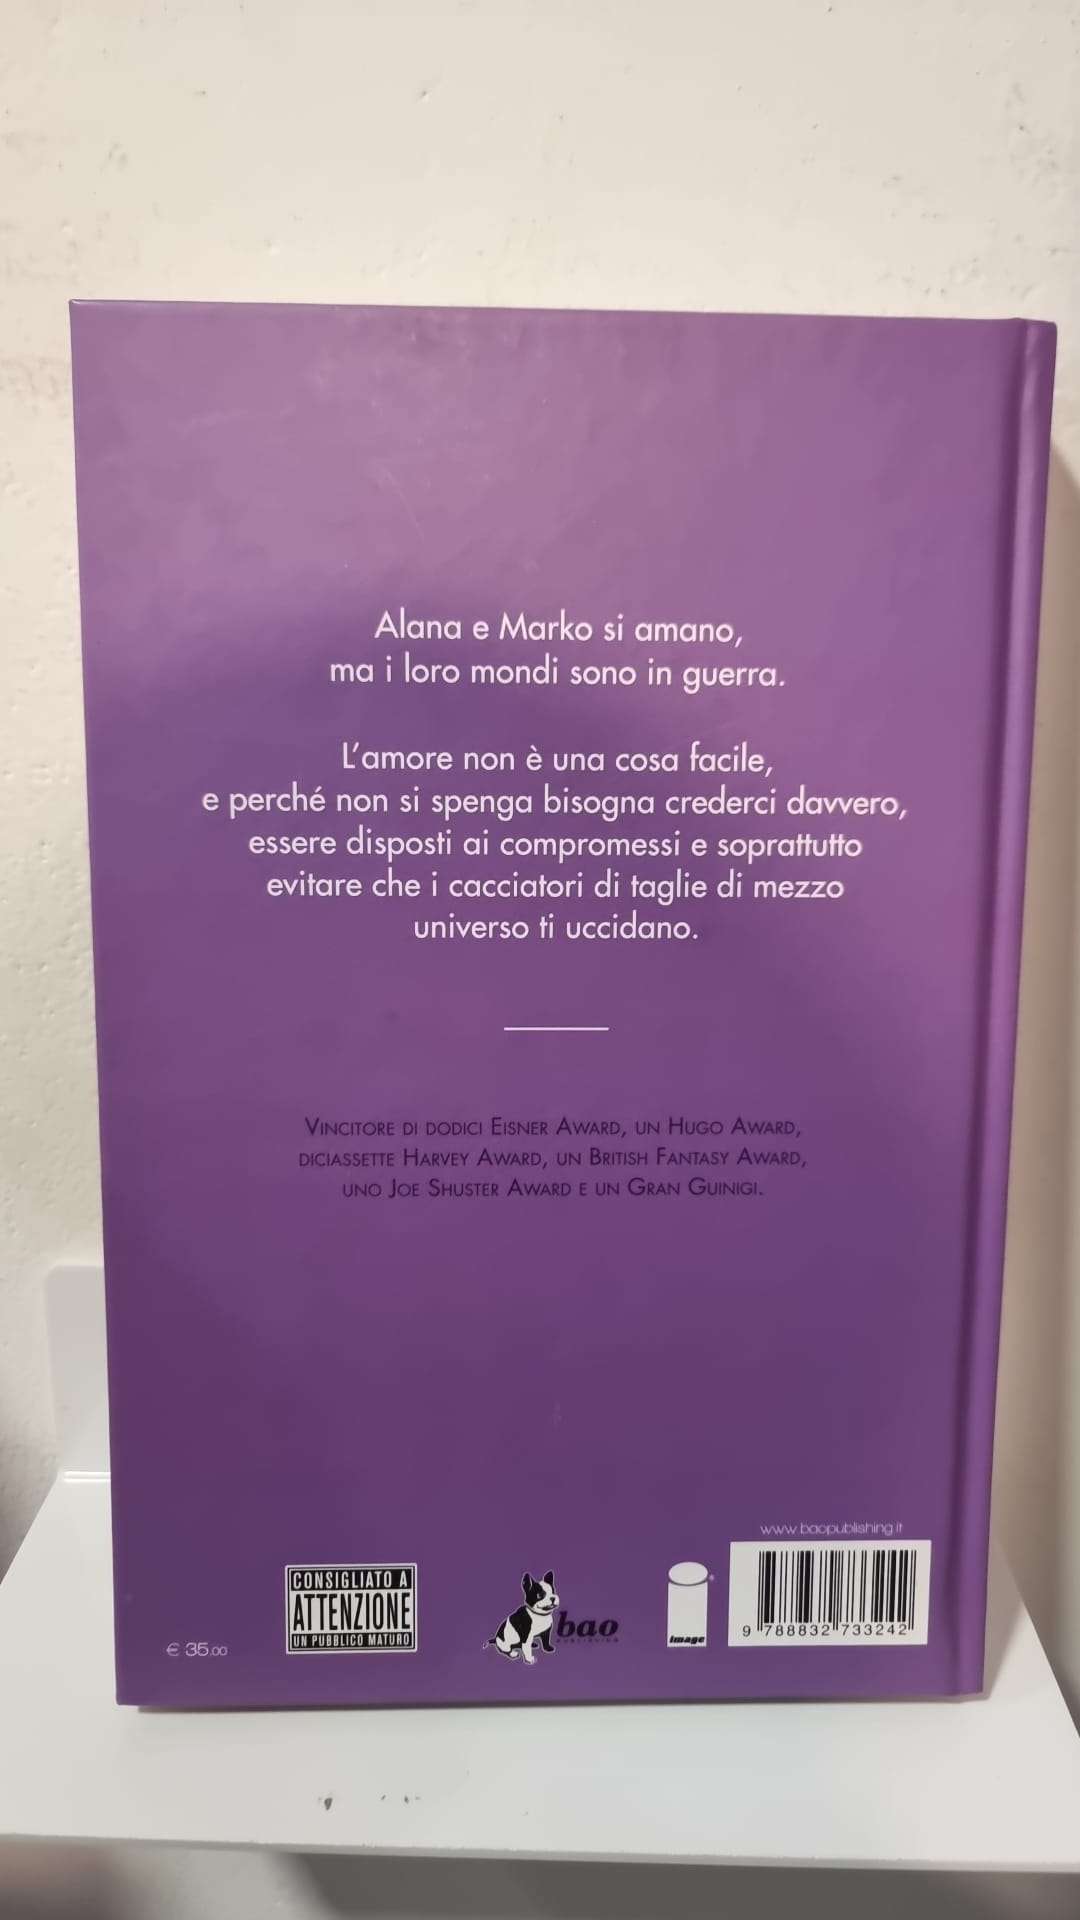 Alana e Marko si amano,
ma i loro mondi sono in guerra.
L'amore non è una cosa facile,
e perché non si spenga bisogna crederci davvero,
essere disposti ai compromessi e soprattutto
evitare che i cacciatori di taglie di mezzo
universo ti uccidano.
VINCITORE DI DODICI EISNER AWARD, UN HUGO AWARD,
DICIASSETTE HARVEY AWARD, UN BRITISH FANTASY AWARD,
UNO JOE SHUSTER AWARD E UN GRAN GUINIGI.
www.baopublishing.it
CONSIGLIATO A
ATTENZIONE
UN PUBBLICO MATURO
bao
PUBLISHING
image
9 788832 733242
€ 35.00